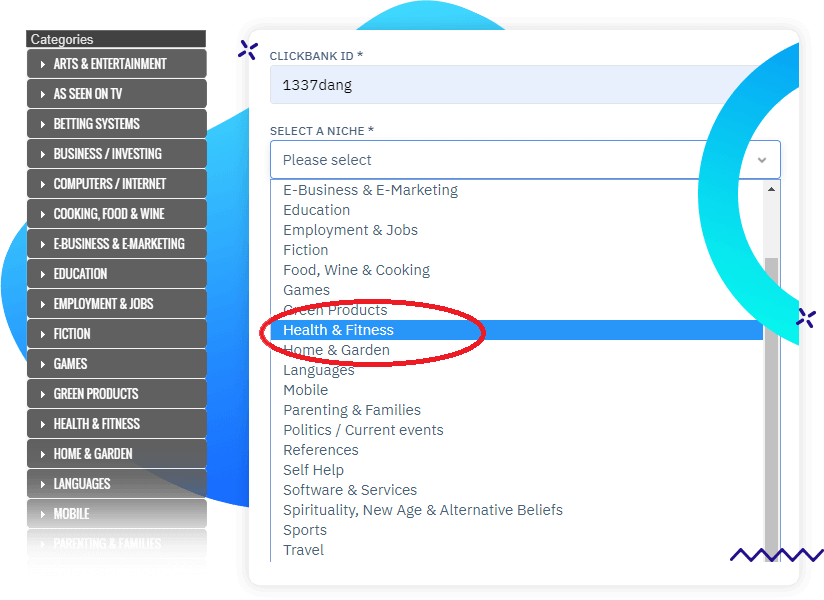 Categories
ARTS & ENTERTAINMENT
AS SEEN ON TV
BETTING SYSTEMS
BUSINESS / INVESTING
COMPUTERS / INTERNET
COOKING, FOOD & WINE
E-BUSINESS & E-MARKETING
EDUCATION
EMPLOYMENT & JOBS
FICTION
GAMES
GREEN PRODUCTS
HEALTH & FITNESS
HOME & GARDEN
LANGUAGES
MOBILE
PARENTING & FAMILIES
CLICKBANK ID *
1337dang
SELECT A NICHE *
Please select
E-Business & E-Marketing
Education
Employment & Jobs
Fiction
Food, Wine & Cooking
Games
Green Products
Health & Fitness
Home & Garden
Languages
Mobile
Parenting & Families
Politics / Current events
References
Self Help
Software & Services
Spirituality, New Age & Alternative Beliefs
Sports
Travel